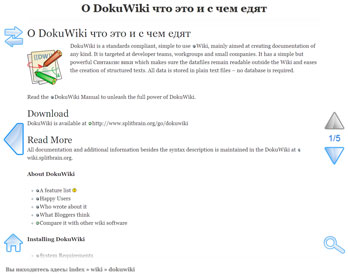 О DokuWiki что это и с чем едят
О DokuWiki что это и с чем едят
DokuWiki is a standards compliant, simple to use Wiki, mainly aimed at creating documentation of
any kind. It is targeted at developer teams, workgroups and small companies. It has a simple but
powerful Синтаксис вики which makes sure the datafiles remain readable outside the Wiki and eases
the creation of structured texts. All data is stored in plain text files – no database is required.
Read the DokuWiki Manual to unleash the full power of DokuWiki.
Download
DokuWiki is available at http://www.splitbrain.org/go/dokuwiki
Read More
All documentation and additional information besides the syntax description is maintained in the DokuWiki at
wiki.splitbrain.org.
About DokuWiki
A feature list
Happy Users
Who wrote about it
What Bloggers think
Compare it with other wiki software
Installing DokuWiki
System Requirements
1/5
Вы находитесь здесь: index » wiki » dokuwiki